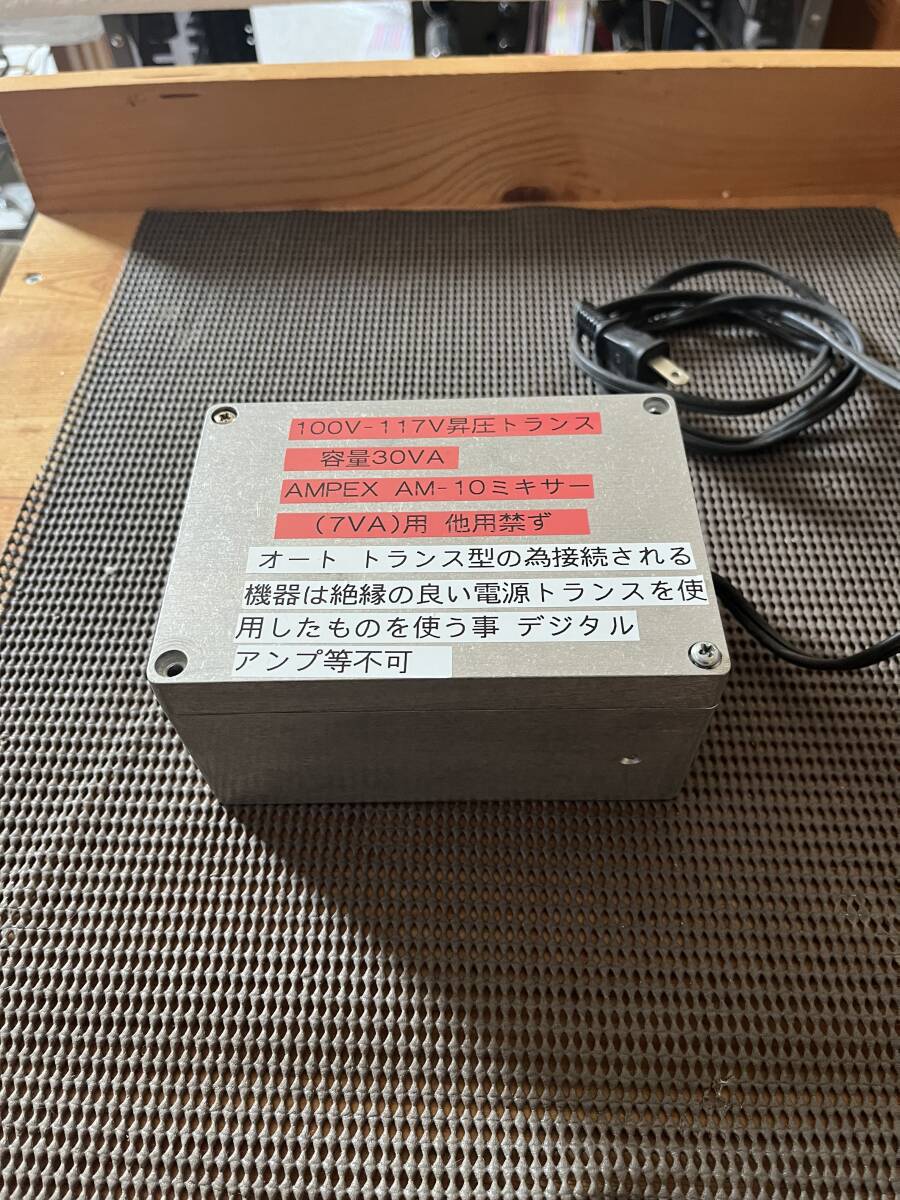 100V-117V昇圧トランス
容量30VA
AMPEX AM-10ミキサー
(7VA)用 他用禁ず
オート トランス型の為接続される
機器は絶縁の良い電源トランスを使
用したものを使う事 デジタル
アンプ等不可